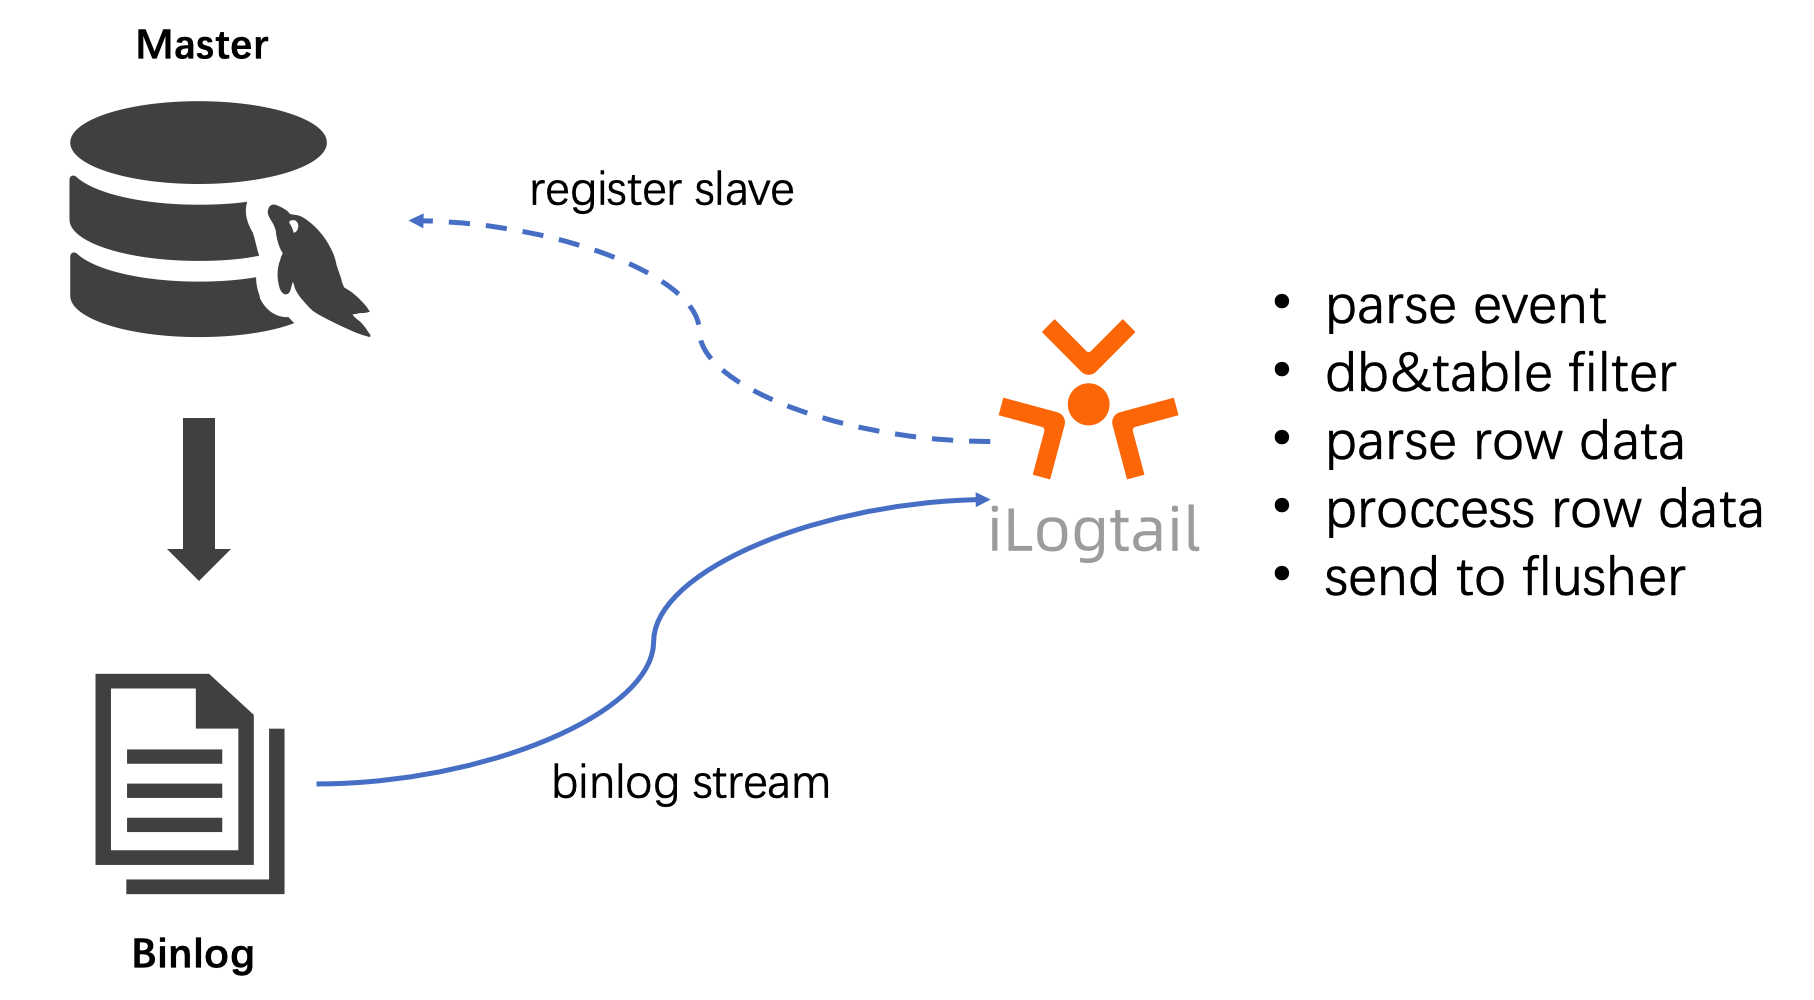 Master
register slave
• parse event
• db&table filter
• parse row data
• proccess row data
• send to flusher
iLogtail
binlog stream
Binlog